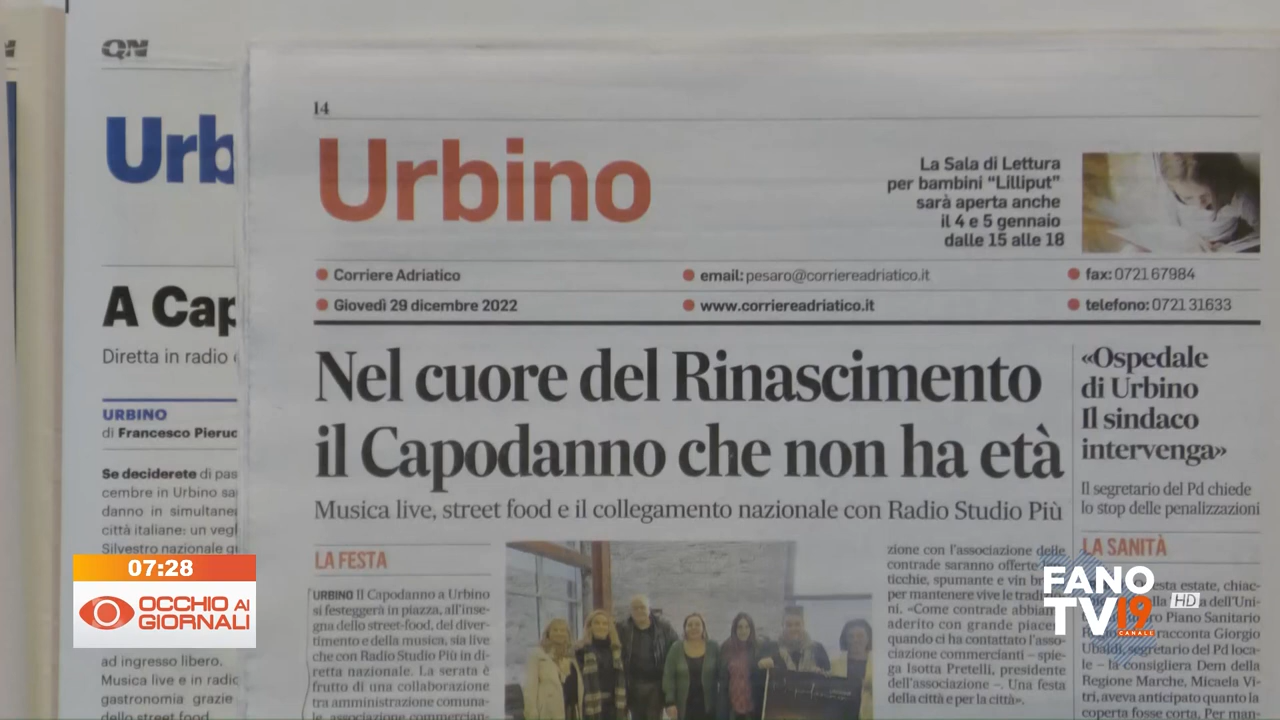 QN
Urb
A Cap
Diretta in radio
URBINO
di Francesco Pieruc
Se deciderete di pas
cembre in Urbino sa
danno in simultane
città italiane: un vegl
Silvestro nazionale
ad ingresso libero.
Musica live e in radio
gastronomia grazie
dello street food
14
Urbino
La Sala di Lettura
per bambini “Lilliput”
sarà aperta anche
il 4 e 5 gennaio
dalle 15 alle 18
Corriere Adriatico
email: pesaro@corriereadriatico.it
fax: 0721 67984
Giovedì 29 dicembre 2022
www.corriereadriatico.it
telefono: 0721 31633
Nel cuore del Rinascimento
il Capodanno che non ha età
Musica live, street food e il collegamento nazionale con Radio Studio Più
LA FESTA
URBINO Il Capodanno a Urbino
si festeggerà in piazza, all'inse-
gna dello street-food, del diver-
timento e della musica, sia live
che con Radio Studio Più in di-
retta nazionale. La serata è
frutto di una collaborazione
tra amministrazione comuna-
le, associazione commercian-
zione con l'associazione delle
contrade saranno offerte
ticchie, spumante e vin
per mantenere vive le
ni. «Come contrade
aderito con grande
quando ci ha contattato l'asso-
ciazione commercianti – spie-
ga Isotta Pretelli, presidente
dell'associazione –. Una festa
della città e per la città».
«Ospedale
di Urbino
Il sindaco
intervenga»
Il segretario del Pd chiede
lo stop delle penalizzazioni
LA SANITÀ
esta estate, chiac-
dell'Uni-
Piano Sanitario
racconta Giorgio
Ubaldi, segretario del Pd loca-
le – la consigliera Dem della
Regione Marche, Micaela Vi-
tri, aveva anticipato quanto la
coperta fosse corta. Per man-
07:28
OCCHIO AI
GIORNALI
FANO
TV19
CANALE
HD